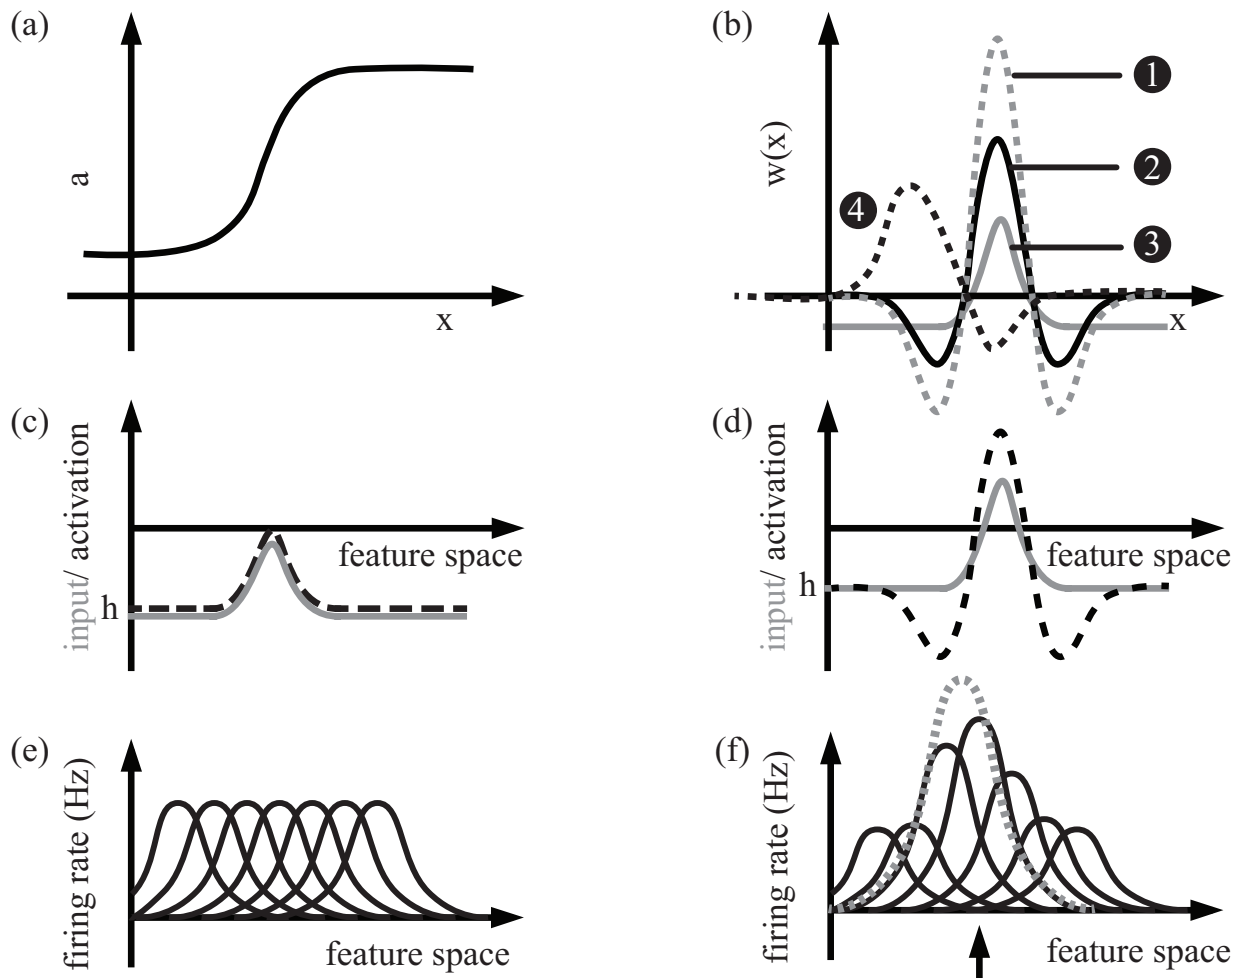 (a)
a
x
(b)
w(x)
1
2
3
4
x
(c)
input/ activation
h
feature space
(d)
input/ activation
h
feature space
(e)
firing rate (Hz)
feature space
(f)
firing rate (Hz)
feature space